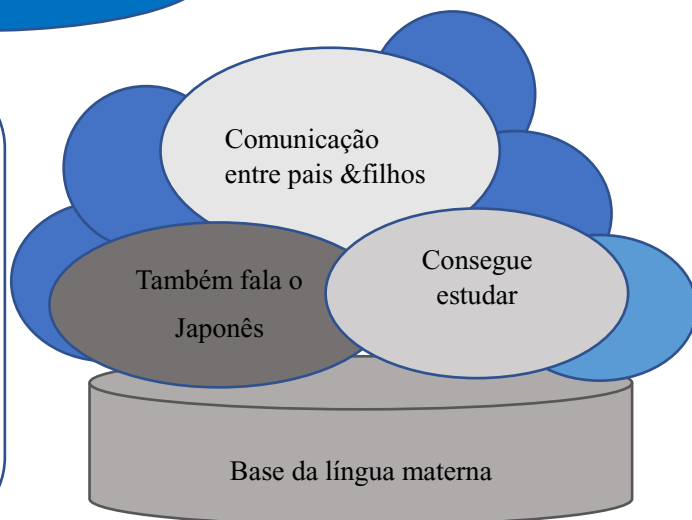 Comunicação
entre pais &filhos
Também fala o
Japonês
Consegue
estudar
Base da língua materna